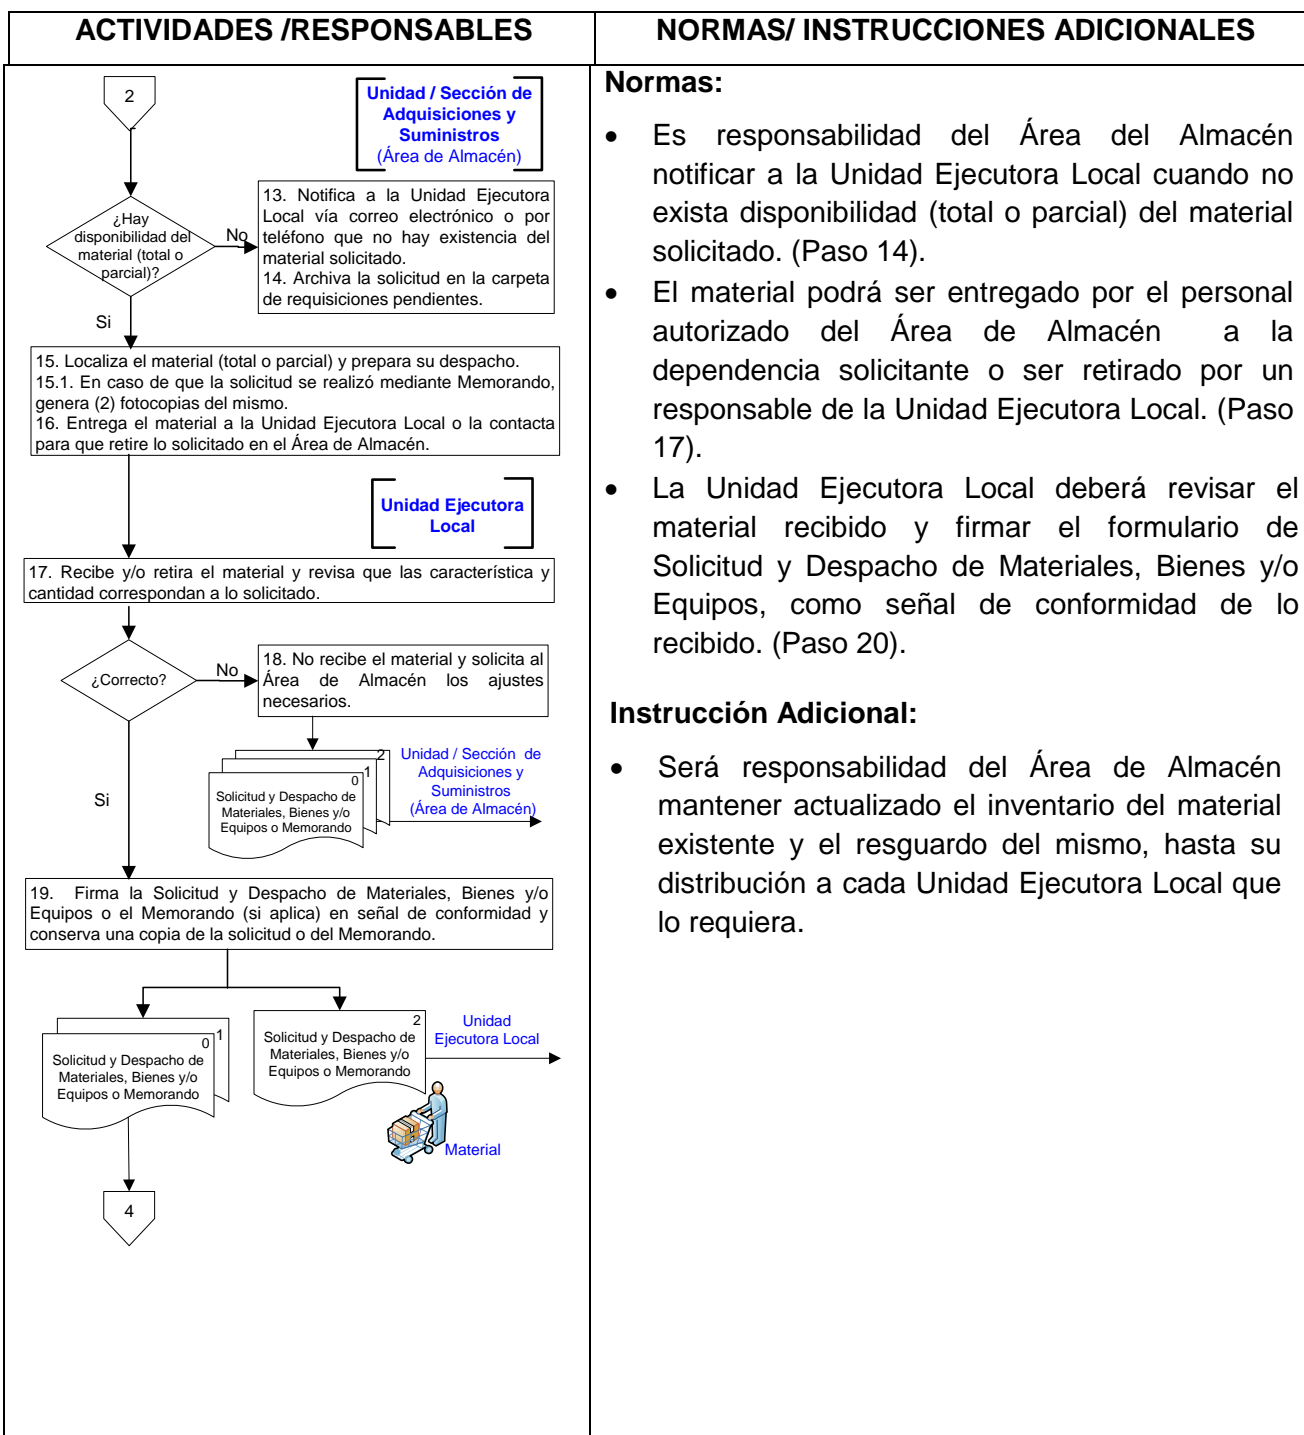 ACTIVIDADES /RESPONSABLES
NORMAS/ INSTRUCCIONES ADICIONALES
2
Unidad / Sección de
Adquisiciones y
Suministros
(Área de Almacén)
¿Hay
disponibilidad del
material (total o
parcial)?
No
13. Notifica a la Unidad Ejecutora
Local vía correo electrónico o por
teléfono que no hay existencia del
material solicitado.
14. Archiva la solicitud en la carpeta
de requisiciones pendientes.
Si
15. Localiza el material (total o parcial) y prepara su despacho.
15.1. En caso de que la solicitud se realizó mediante Memorando,
genera (2) fotocopias del mismo.
16. Entrega el material a la Unidad Ejecutora Local o la contacta
para que retire lo solicitado en el Área de Almacén.
Unidad Ejecutora
Local
17. Recibe y/o retira el material y revisa que las característica y
cantidad correspondan a lo solicitado.
¿Correcto?
No
18. No recibe el material y solicita al
Área de Almacén los ajustes
necesarios.
2
1
0
Solicitud y Despacho de
Materiales, Bienes y/o
Equipos o Memorando
Unidad / Sección de
Adquisiciones y
Suministros
(Área de Almacén)
Si
19. Firma la Solicitud y Despacho de Materiales, Bienes y/o
Equipos o el Memorando (si aplica) en señal de conformidad y
conserva una copia de la solicitud o del Memorando.
1
0
Solicitud y Despacho de
Materiales, Bienes y/o
Equipos o Memorando
2
Solicitud y Despacho de
Materiales, Bienes y/o
Equipos o Memorando
Unidad
Ejecutora Local
Material
4
Normas:
• Es responsabilidad del Área del Almacén
notificar a la Unidad Ejecutora Local cuando no
exista disponibilidad (total o parcial) del material
solicitado. (Paso 14).
• El material podrá ser entregado por el personal
autorizado del Área de Almacén a la
dependencia solicitante o ser retirado por un
responsable de la Unidad Ejecutora Local. (Paso
17).
• La Unidad Ejecutora Local deberá revisar el
material recibido y firmar el formulario de
Solicitud y Despacho de Materiales, Bienes y/o
Equipos, como señal de conformidad de lo
recibido. (Paso 20).
Instrucción Adicional:
• Será responsabilidad del Área de Almacén
mantener actualizado el inventario del material
existente y el resguardo del mismo, hasta su
distribución a cada Unidad Ejecutora Local que
lo requiera.